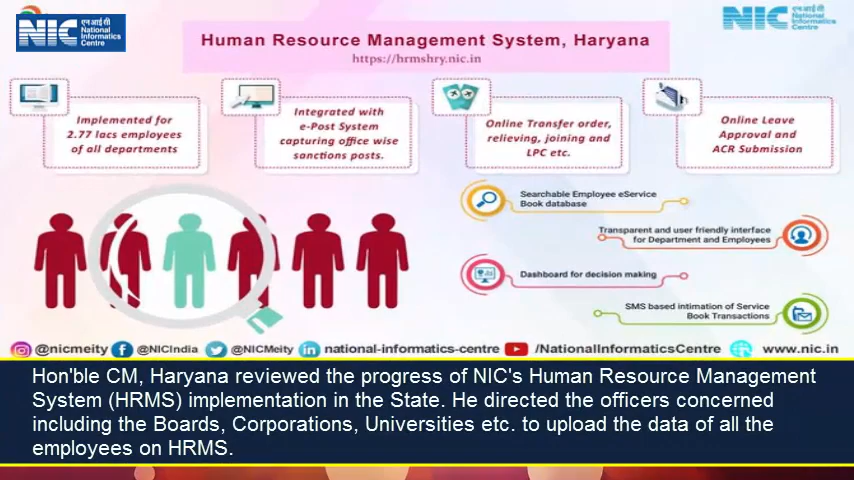 NIC
एन आई सी
National
Informatics
Centre
NIC
एन आई सी
National
Informatics
Centre
Human Resource Management System, Haryana
https://hrmshry.nic.in
Implemented for
2.77 lacs employees
of all departments
Integrated with
e-Post System
capturing office wise
sanctions posts.
Online Transfer order,
relieving, joining and
LPC etc.
Online Leave
Approval and
ACR Submission
Searchable Employee eService
Book database
Transparent and user friendly interface
for Department and Employees
Dashboard for decision making
SMS based intimation of Service
Book Transactions
@nicmeity @NICIndia @NICMeity national-informatics-centre /NationalInformaticsCentre www.nic.in
Hon'ble CM, Haryana reviewed the progress of NIC's Human Resource Management
System (HRMS) implementation in the State. He directed the officers concerned
including the Boards, Corporations, Universities etc. to upload the data of all the
employees on HRMS.